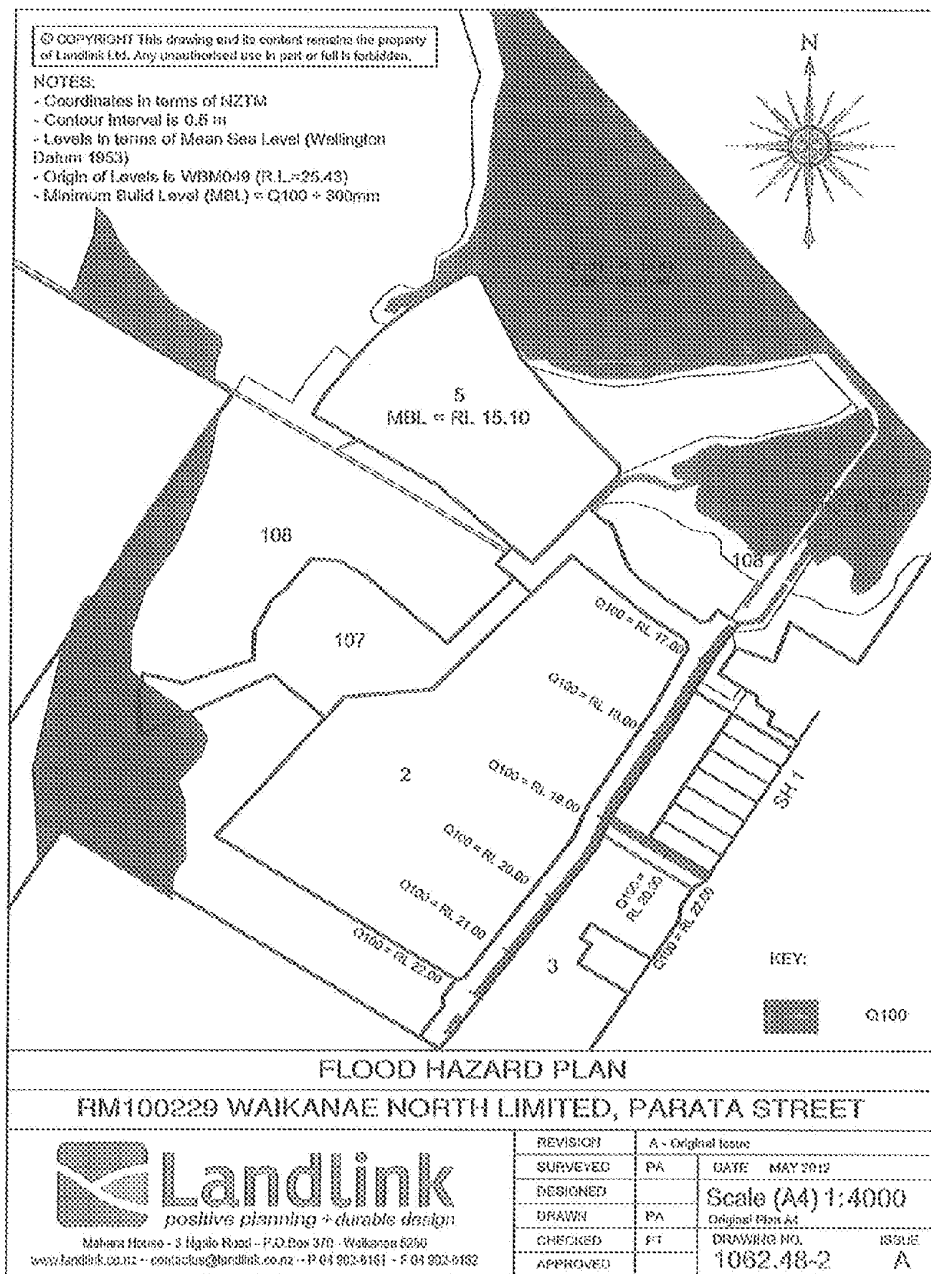 © COPYRIGHT This drawing and its content remains the property
of Landlink Ltd. Any unauthorised use in part or full is forbidden.
NOTES:
- Coordinates in terms of NZTM
- Contour Interval is 0.5 m
- Levels in terms of Mean Sea Level (Wellington
Datum 1953)
- Origin of Levels is WBM049 (R.L.=25.43)
- Minimum Build Level (MBL) = Q100 + 300mm
N
5
MBL = RL 15.10
108
108
107
2
3
Q100 = RL 17.00
Q100 = RL 18.00
Q100 = RL 19.00
Q100 = RL 20.00
Q100 = RL 21.00
Q100 = RL 22.00
Q100 =
RL 20.00
Q100 = RL 22.00
SH 1
KEY:
Q100
FLOOD HAZARD PLAN
RM100229 WAIKANAE NORTH LIMITED, PARATA STREET
Landlink
positive planning + durable design
Mahara House - 3 Ngaio Road - P.O.Box 370 - Waikanae 5250
www.landlink.co.nz - contactus@landlink.co.nz - P 04 902-6161 - F 04 902-6162
REVISION A - Original Issue
SURVEYED PA DATE MAY 2012
DESIGNED Scale (A4) 1:4000
DRAWN PA Original Plan A4
CHECKED PT DRAWING NO. ISSUE
APPROVED 1062.48-2 A